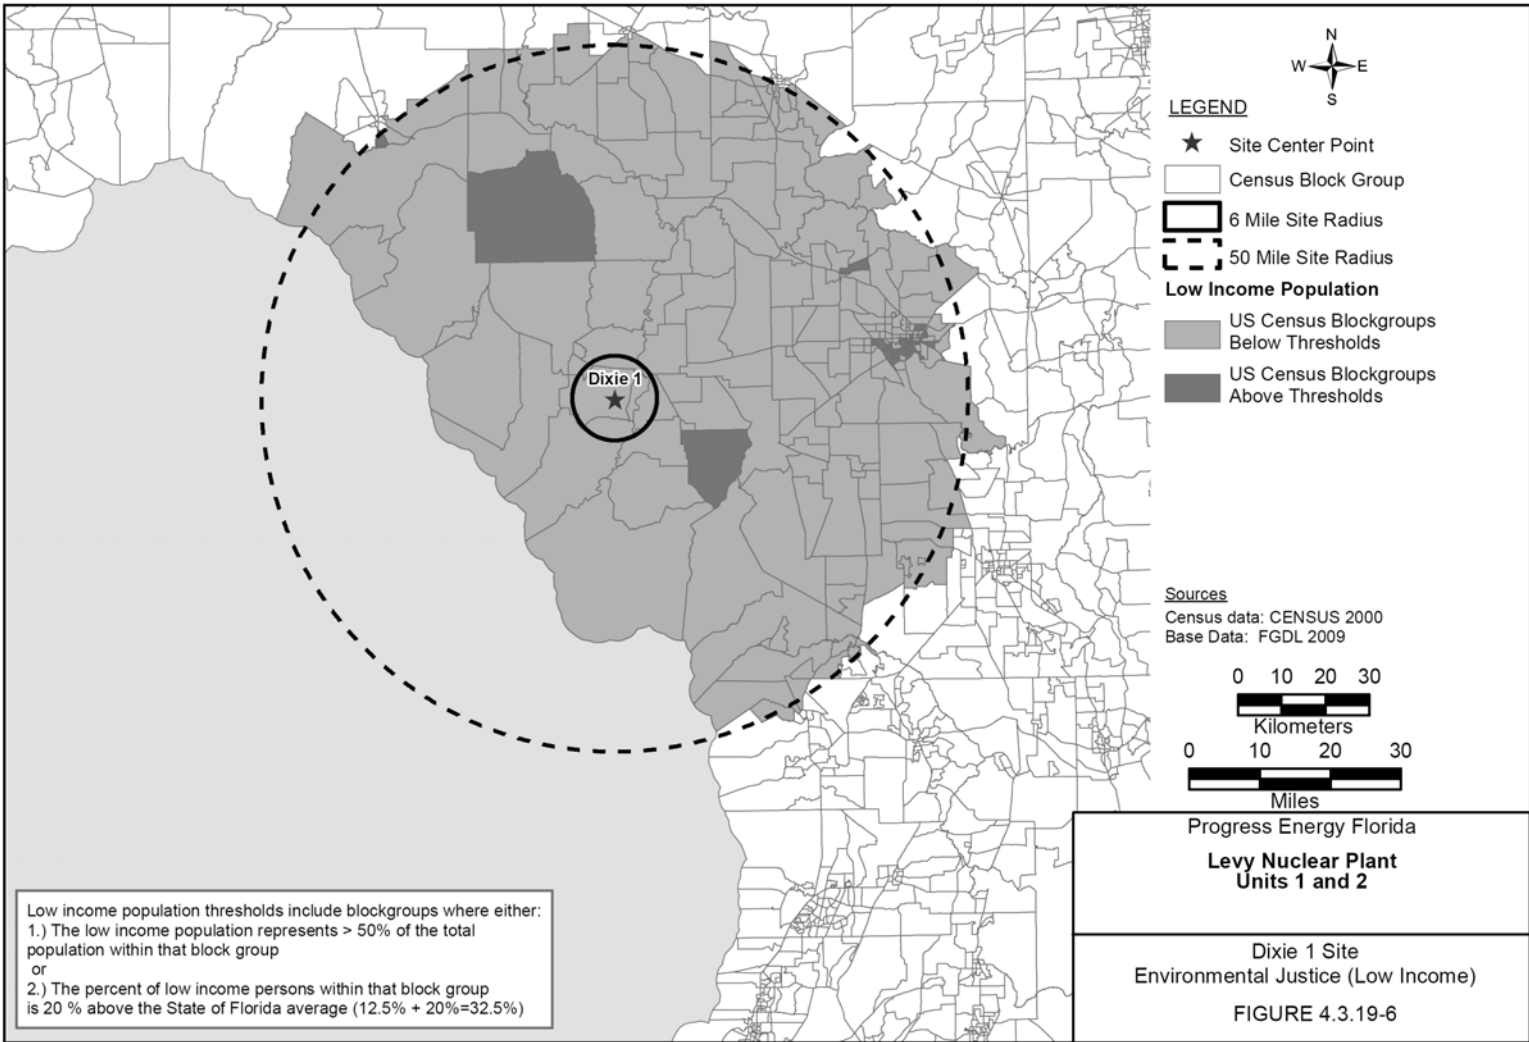 N
W E
S
LEGEND
Site Center Point
Census Block Group
6 Mile Site Radius
50 Mile Site Radius
Low Income Population
US Census Blockgroups
Below Thresholds
US Census Blockgroups
Above Thresholds
Dixie 1
Sources
Census data: CENSUS 2000
Base Data: FGDL 2009
0 10 20 30
Kilometers
0 10 20 30
Miles
Progress Energy Florida
Levy Nuclear Plant
Units 1 and 2
Dixie 1 Site
Environmental Justice (Low Income)
FIGURE 4.3.19-6
Low income population thresholds include blockgroups where either:
1.) The low income population represents > 50% of the total
population within that block group
or
2.) The percent of low income persons within that block group
is 20 % above the State of Florida average (12.5% + 20%=32.5%)